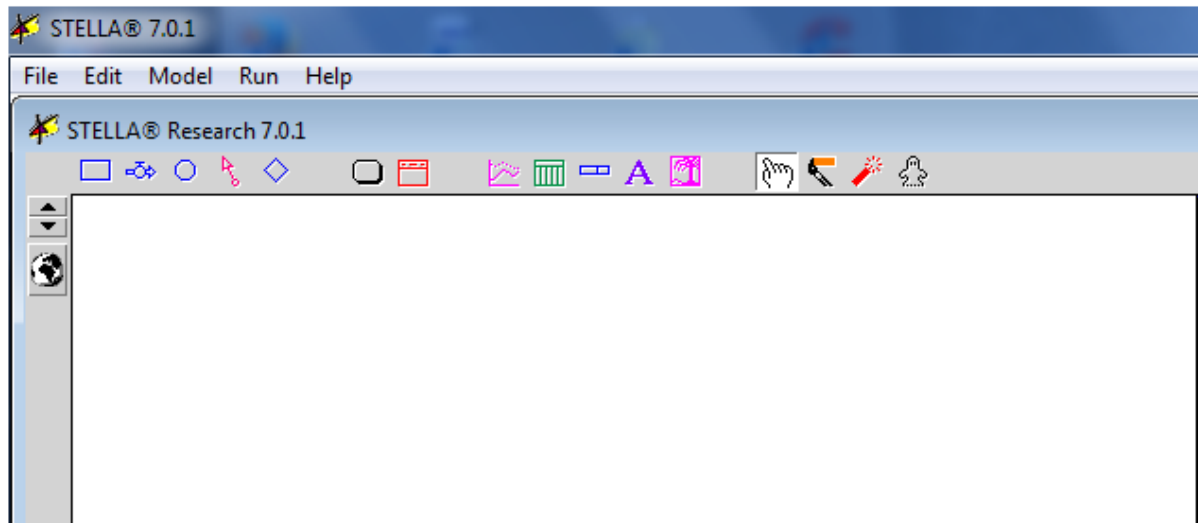 STELLA® 7.0.1
File Edit Model Run Help
STELLA® Research 7.0.1
A